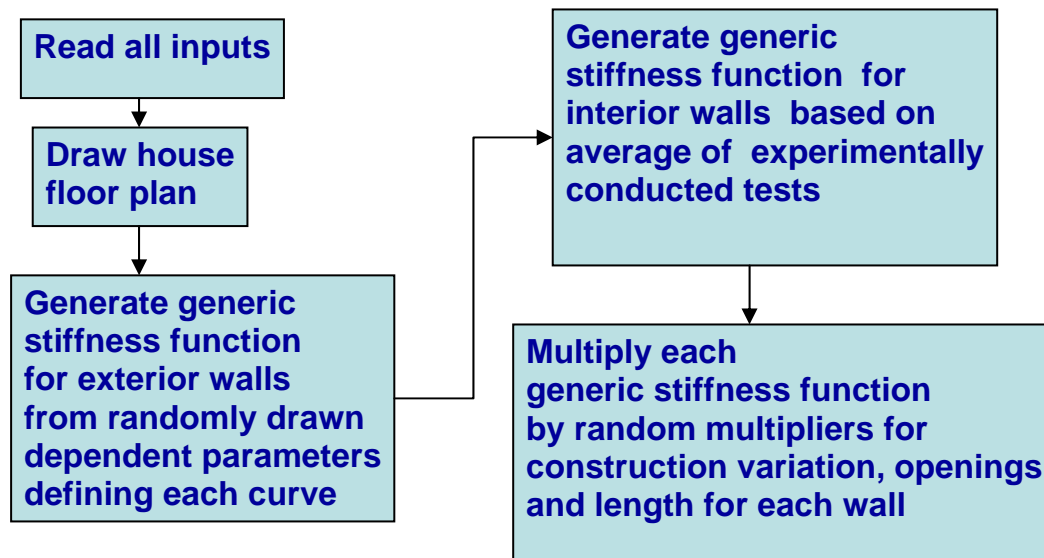 Read all inputs
Draw house
floor plan
Generate generic
stiffness function
for exterior walls
from randomly drawn
dependent parameters
defining each curve
Generate generic
stiffness function for
interior walls based on
average of experimentally
conducted tests
Multiply each
generic stiffness function
by random multipliers for
construction variation, openings
and length for each wall